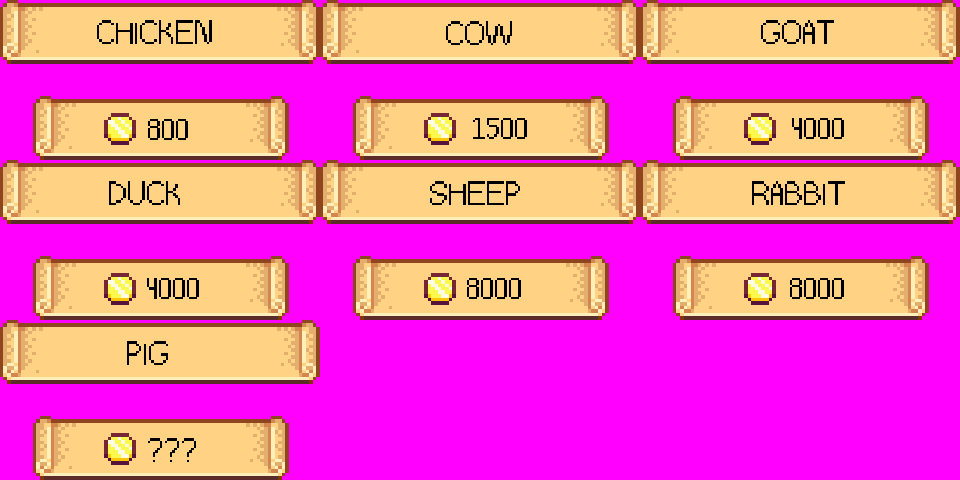 CHICKEN
COW
GOAT
800
1500
4000
DUCK
SHEEP
RABBIT
4000
8000
8000
PIG
???